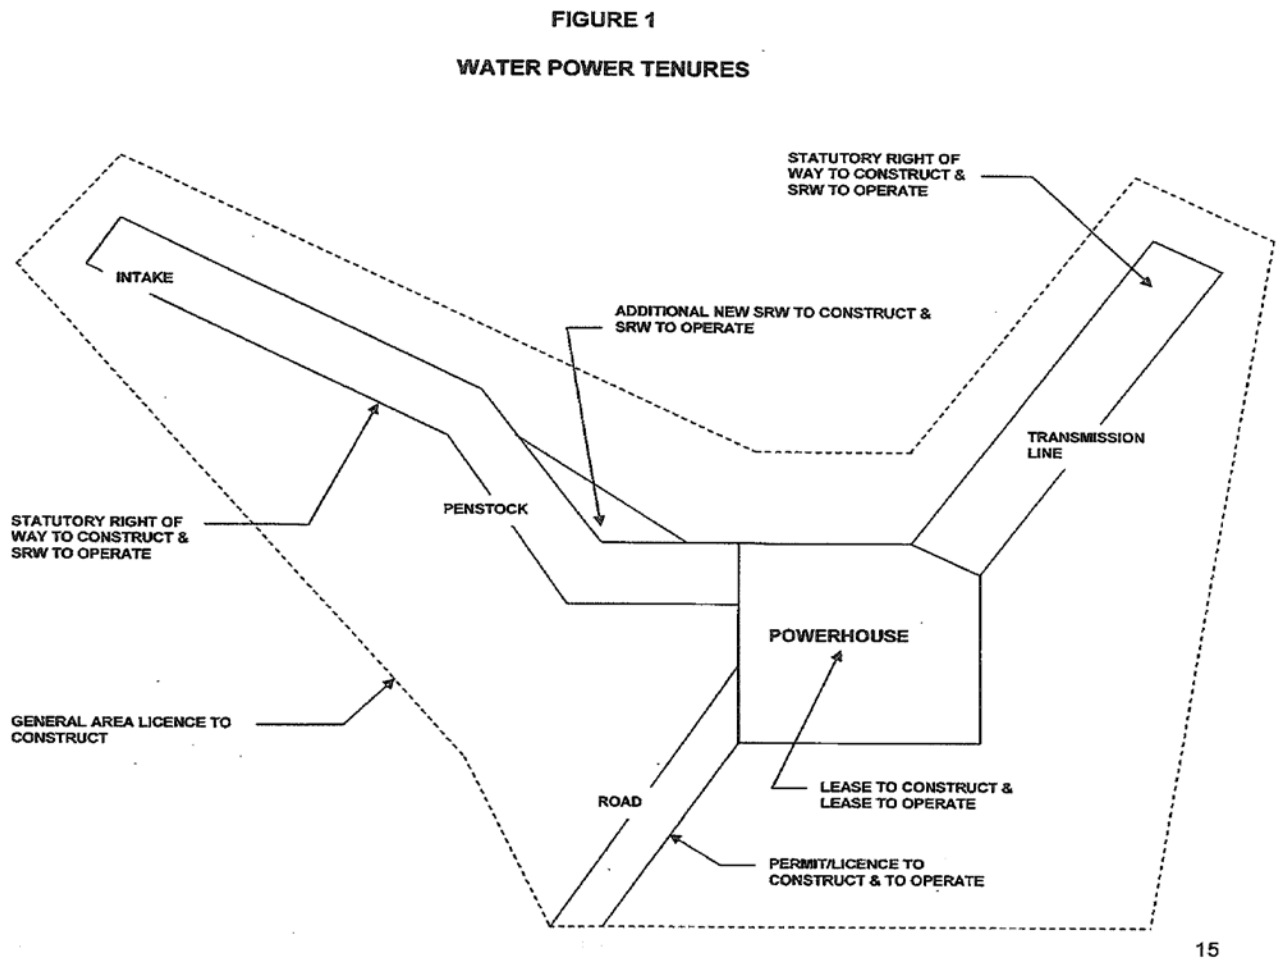 FIGURE 1
WATER POWER TENURES
STATUTORY RIGHT OF
WAY TO CONSTRUCT &
SRW TO OPERATE
INTAKE
ADDITIONAL NEW SRW TO CONSTRUCT &
SRW TO OPERATE
TRANSMISSION
LINE
PENSTOCK
STATUTORY RIGHT OF
WAY TO CONSTRUCT &
SRW TO OPERATE
POWERHOUSE
GENERAL AREA LICENCE TO
CONSTRUCT
ROAD
LEASE TO CONSTRUCT &
LEASE TO OPERATE
PERMIT/LICENCE TO
CONSTRUCT & TO OPERATE
15